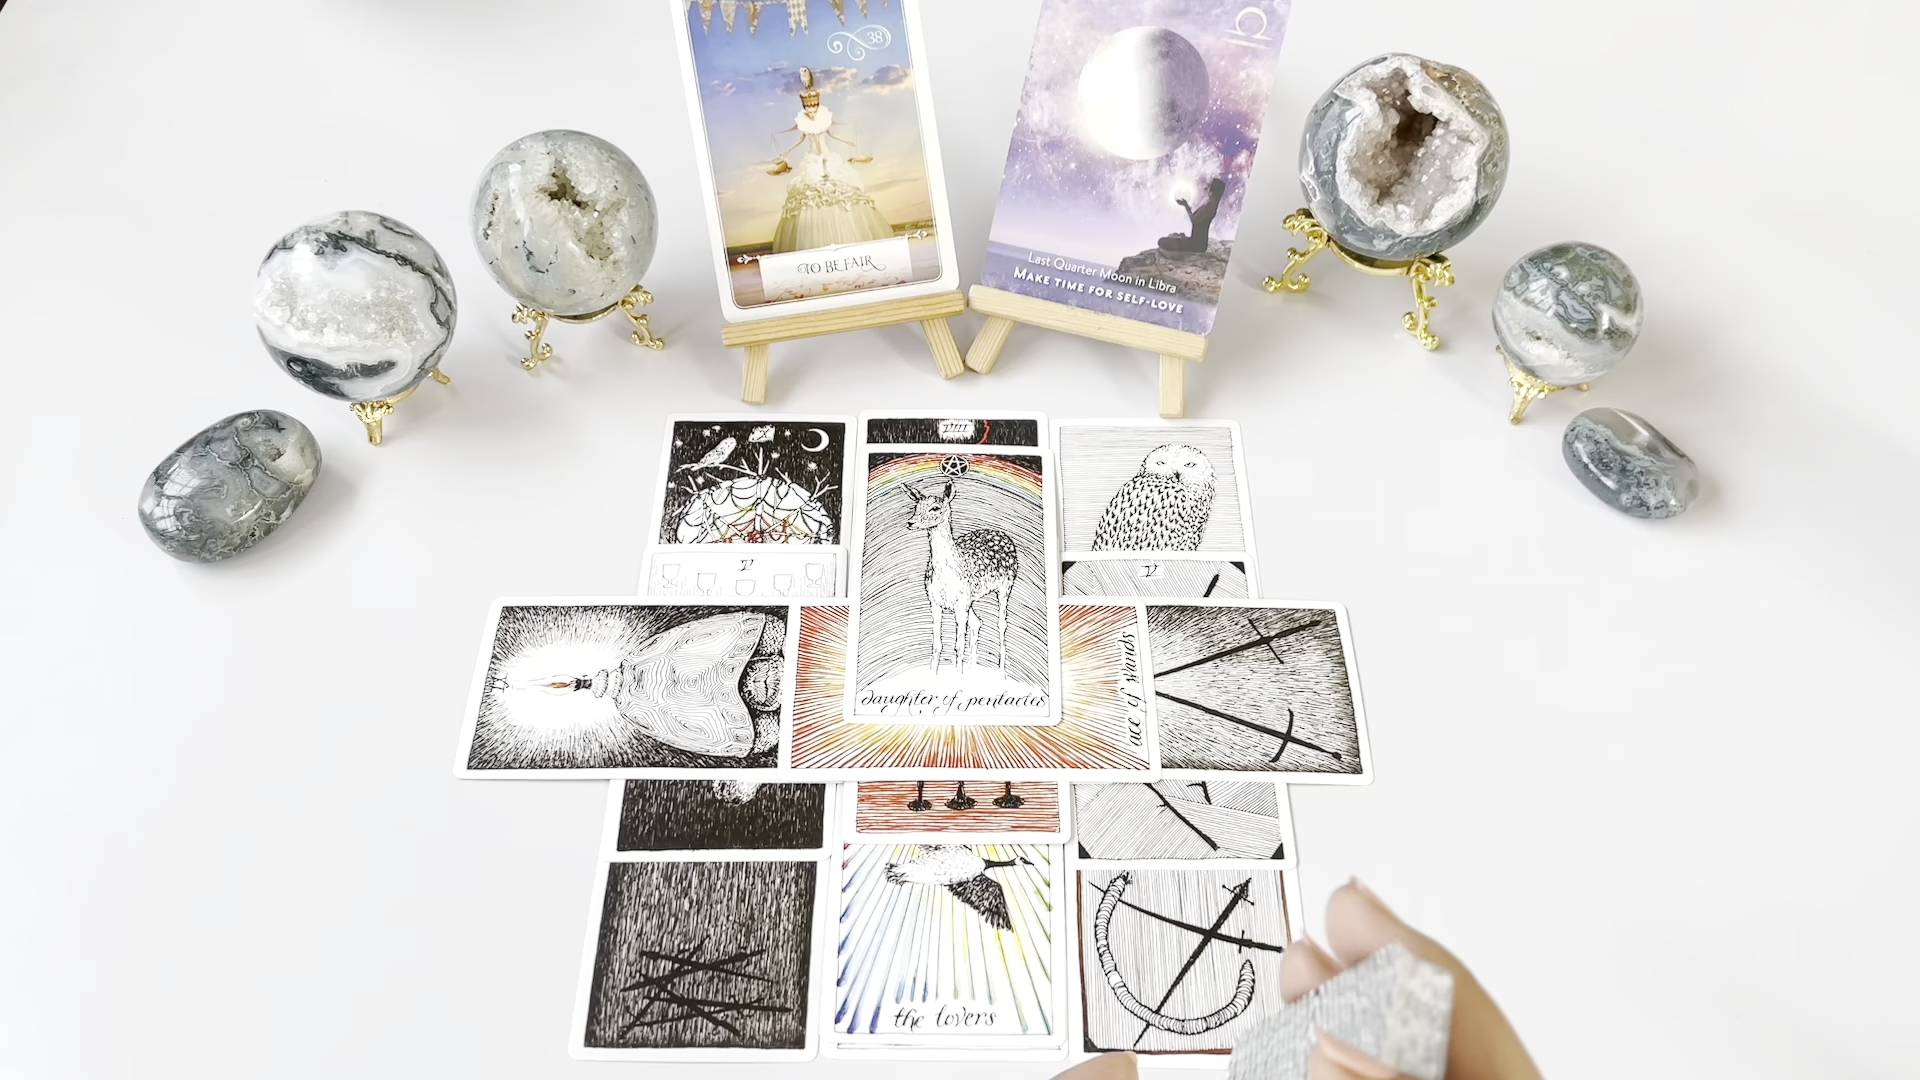 38
TO BE FAIR
Last Quarter Moon in Libra
MAKE TIME FOR SELF-LOVE
X
VIII
V
V
daughter of pentacles
ace of wands
the lovers